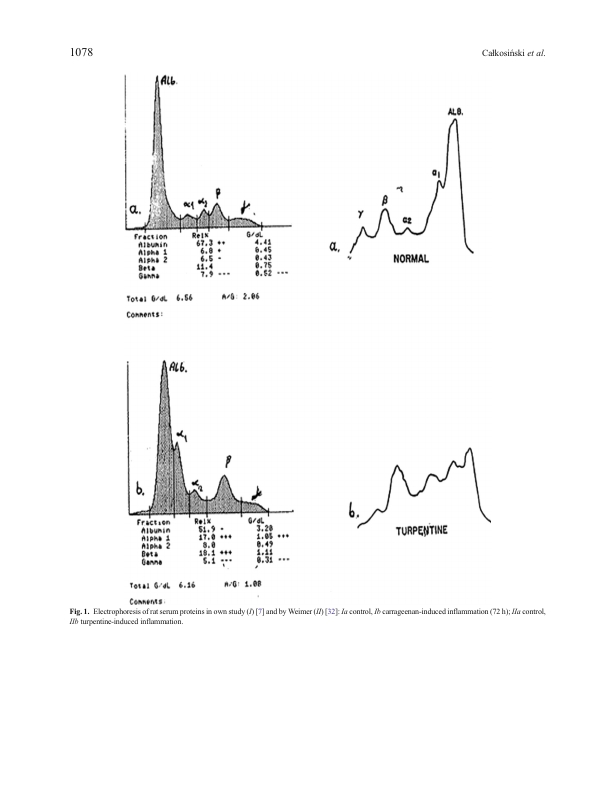 1078
Całkosiński et al.
ALB.
α1
α2
β
γ
a.
Fraction Rel% G/dL
Albumin 67.3 ++ 4.41
Alpha 1 6.8 + 0.45
Alpha 2 6.5 - 0.43
Beta 11.4 0.75
Gamma 7.9 --- 0.52 ---
Total G/dL 6.56 A/G: 2.06
Comments:
ALB.
α1
γ
β
α2
a.
NORMAL
ALB.
α1
α2
β
b.
Fraction Rel% G/dL
Albumin 51.9 - 3.20
Alpha 1 17.0 +++ 1.05 +++
Alpha 2 8.0 0.49
Beta 18.1 +++ 1.11
Gamma 5.1 --- 0.31 ---
Total G/dL 6.16 A/G: 1.08
Comments:
b.
TURPENTINE
Fig. 1. Electrophoresis of rat serum proteins in own study (I) [7] and by Weimer (II) [32]: Ia control, Ib carrageenan-induced inflammation (72 h); IIa control,
IIb turpentine-induced inflammation.